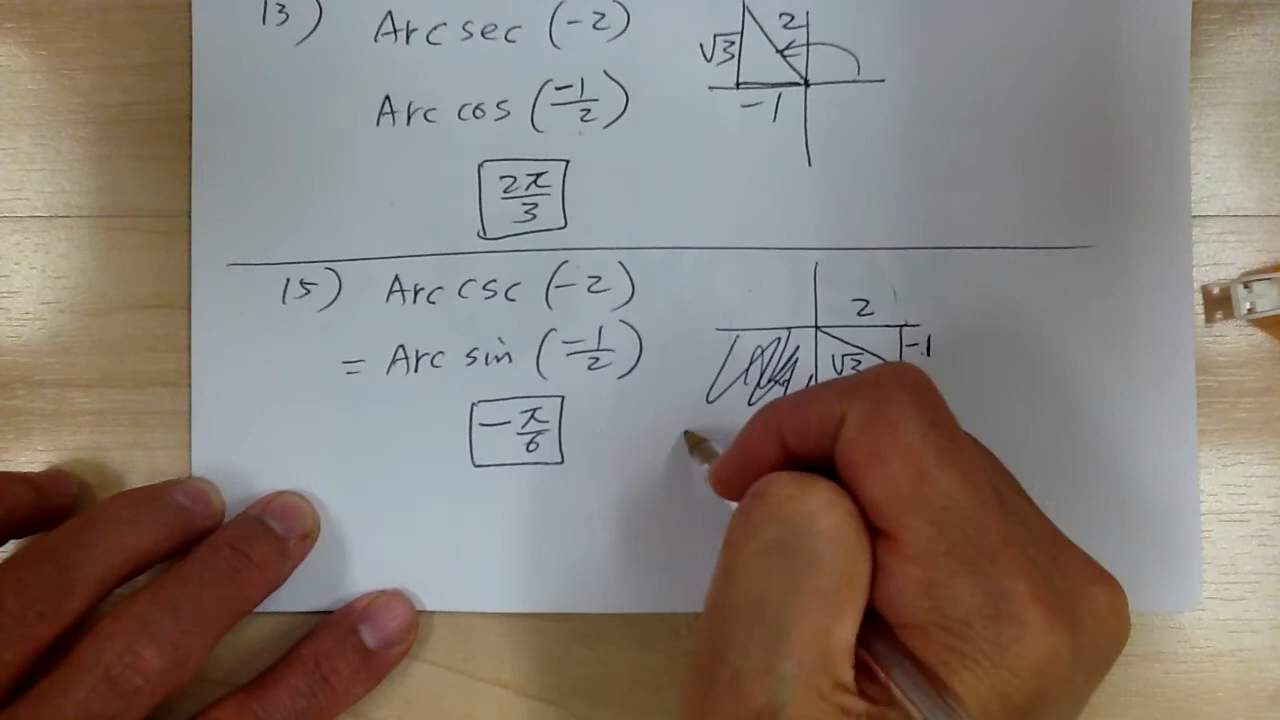 13) Arc sec (-2)
√3 2
-1
Arc cos (-1/2)
2π/3
15) Arc csc (-2)
2
= Arc sin (-1/2)
√3 -1
-π/6